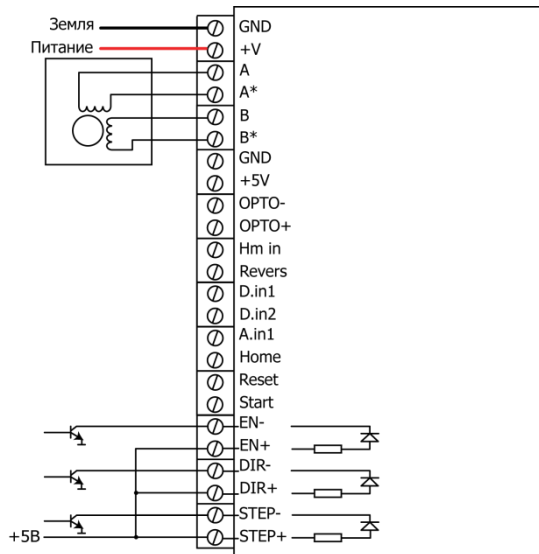 Земля
GND
Питание
+V
A
A*
B
B*
GND
+5V
OPTO-
OPTO+
Hm in
Revers
D.in1
D.in2
A.in1
Home
Reset
Start
EN-
EN+
DIR-
DIR+
STEP-
+5В
STEP+